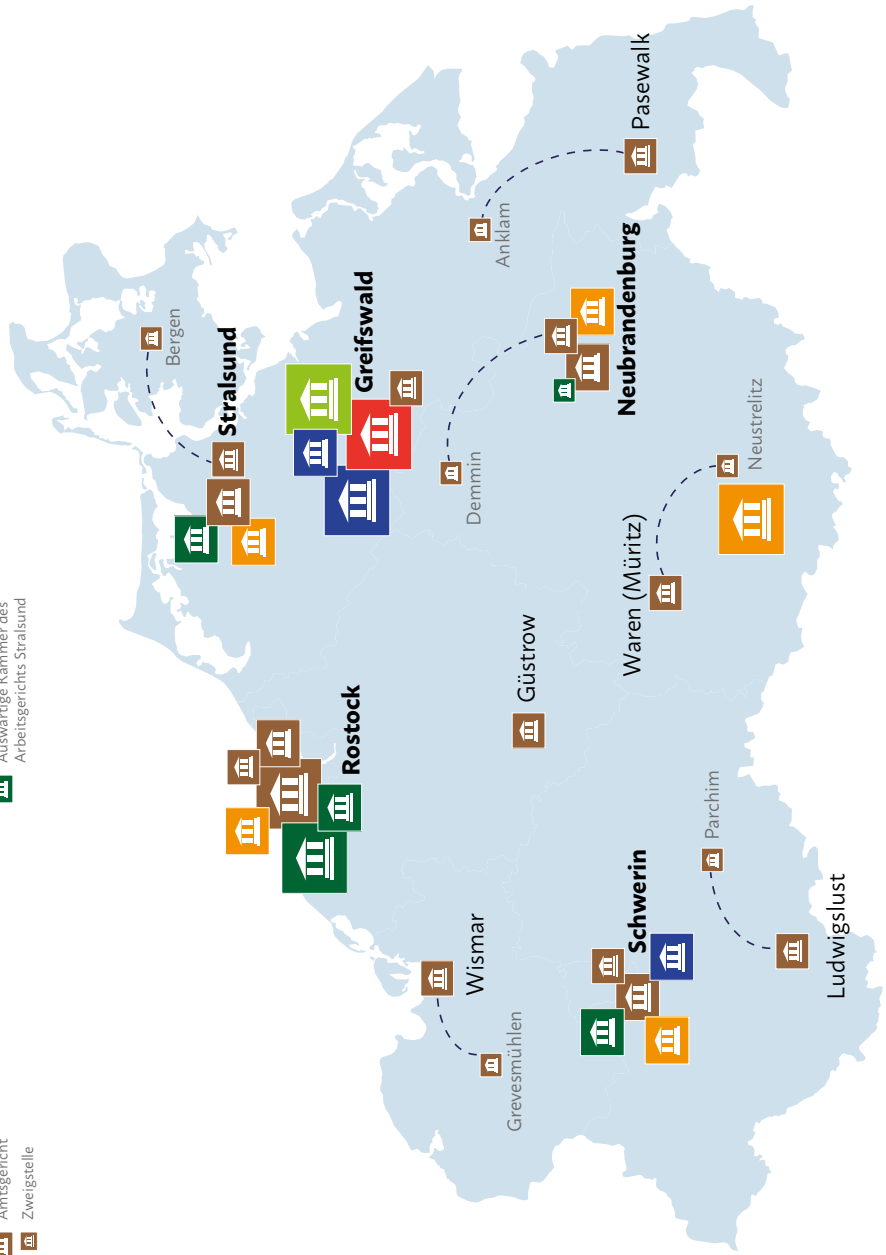 Amtsgericht
Zweigstelle
Auswärtige Kammer des
Arbeitsgerichts Stralsund
Bergen
Stralsund
Greifswald
Rostock
Wismar
Grevesmühlen
Schwerin
Ludwigslust
Parchim
Güstrow
Demmin
Waren (Müritz)
Neustrelitz
Neubrandenburg
Anklam
Pasewalk